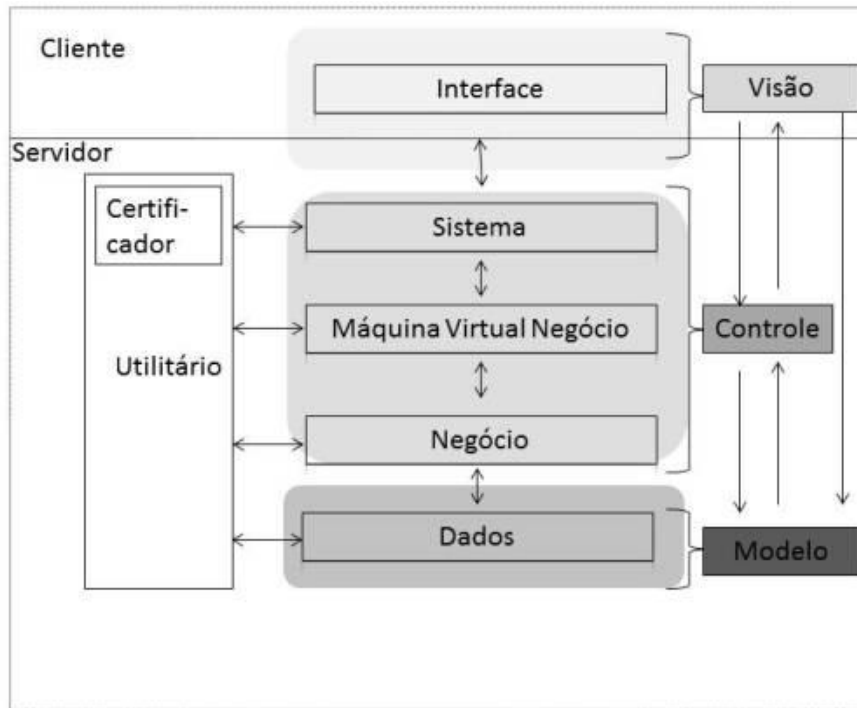 Cliente
Interface
Visão
Servidor
Certifi-
cador
Sistema
Máquina Virtual Negócio
Controle
Utilitário
Negócio
Dados
Modelo